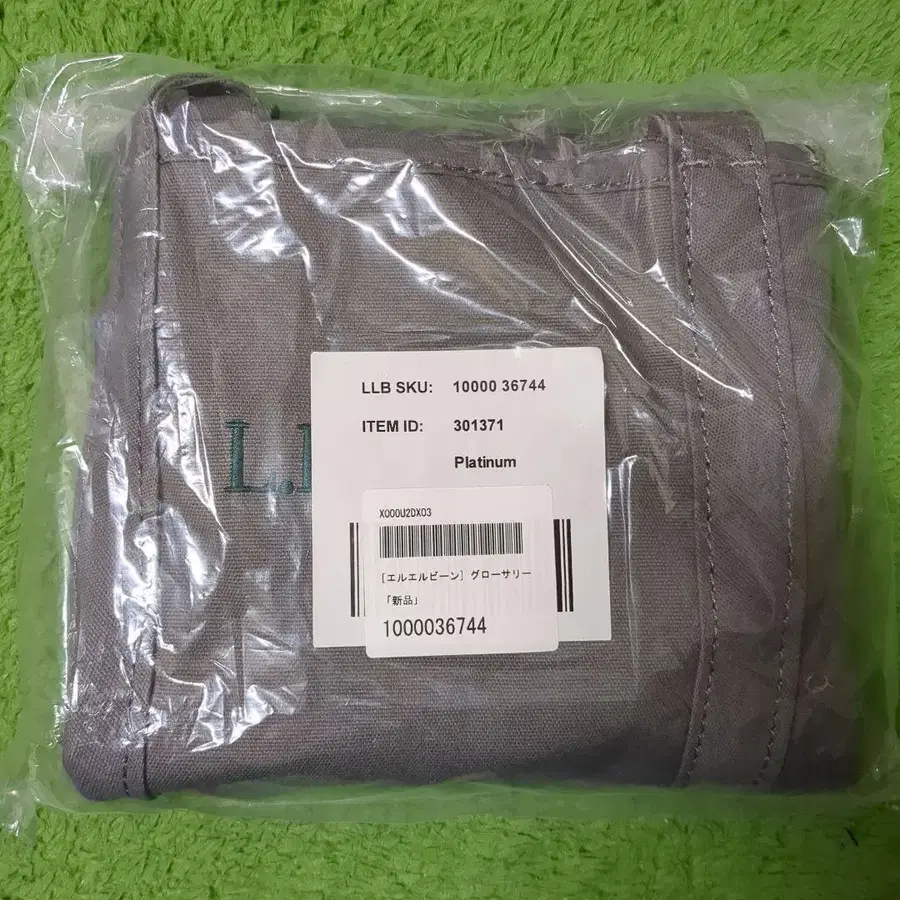 LLB SKU: 10000 36744
ITEM ID: 301371
Platinum
L.L
X000U2DX03
[エルエルビーン] グローサリー
「新品」
1000036744